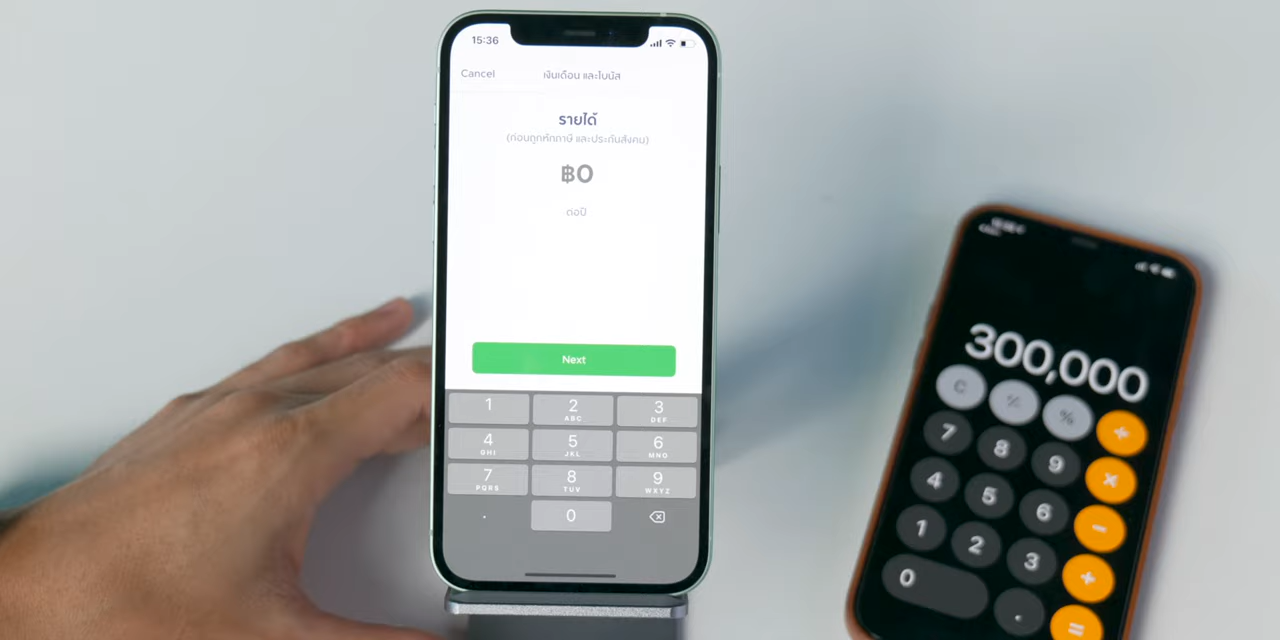 15:36
Cancel
เงินเดือน และโบนัส
รายได้
(ก่อนถูกหักภาษี และประกันสังคม)
฿0
ต่อปี
Next
1
2 ABC
3 DEF
4 GHI
5 JKL
6 MNO
7 PQRS
8 TUV
9 WXYZ
.
0
300,000
C
%
7
8
9
×
4
5
6
−
1
2
3
+
0
.
=